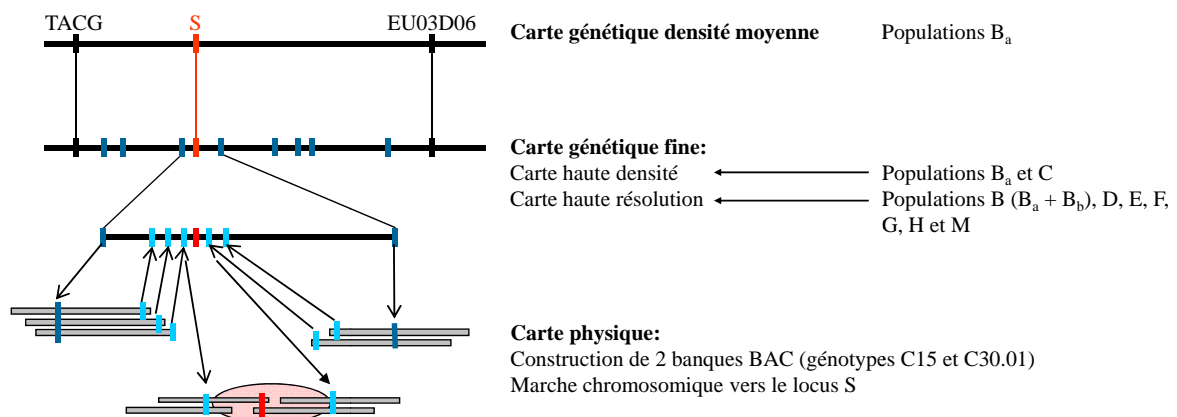 TACG S EU03D06 Carte génétique densité moyenne Populations Ba
Carte génétique fine:
Carte haute densité Populations Ba et C
Carte haute résolution Populations B (Ba + Bb), D, E, F,
G, H et M
Carte physique:
Construction de 2 banques BAC (génotypes C15 et C30.01)
Marche chromosomique vers le locus S